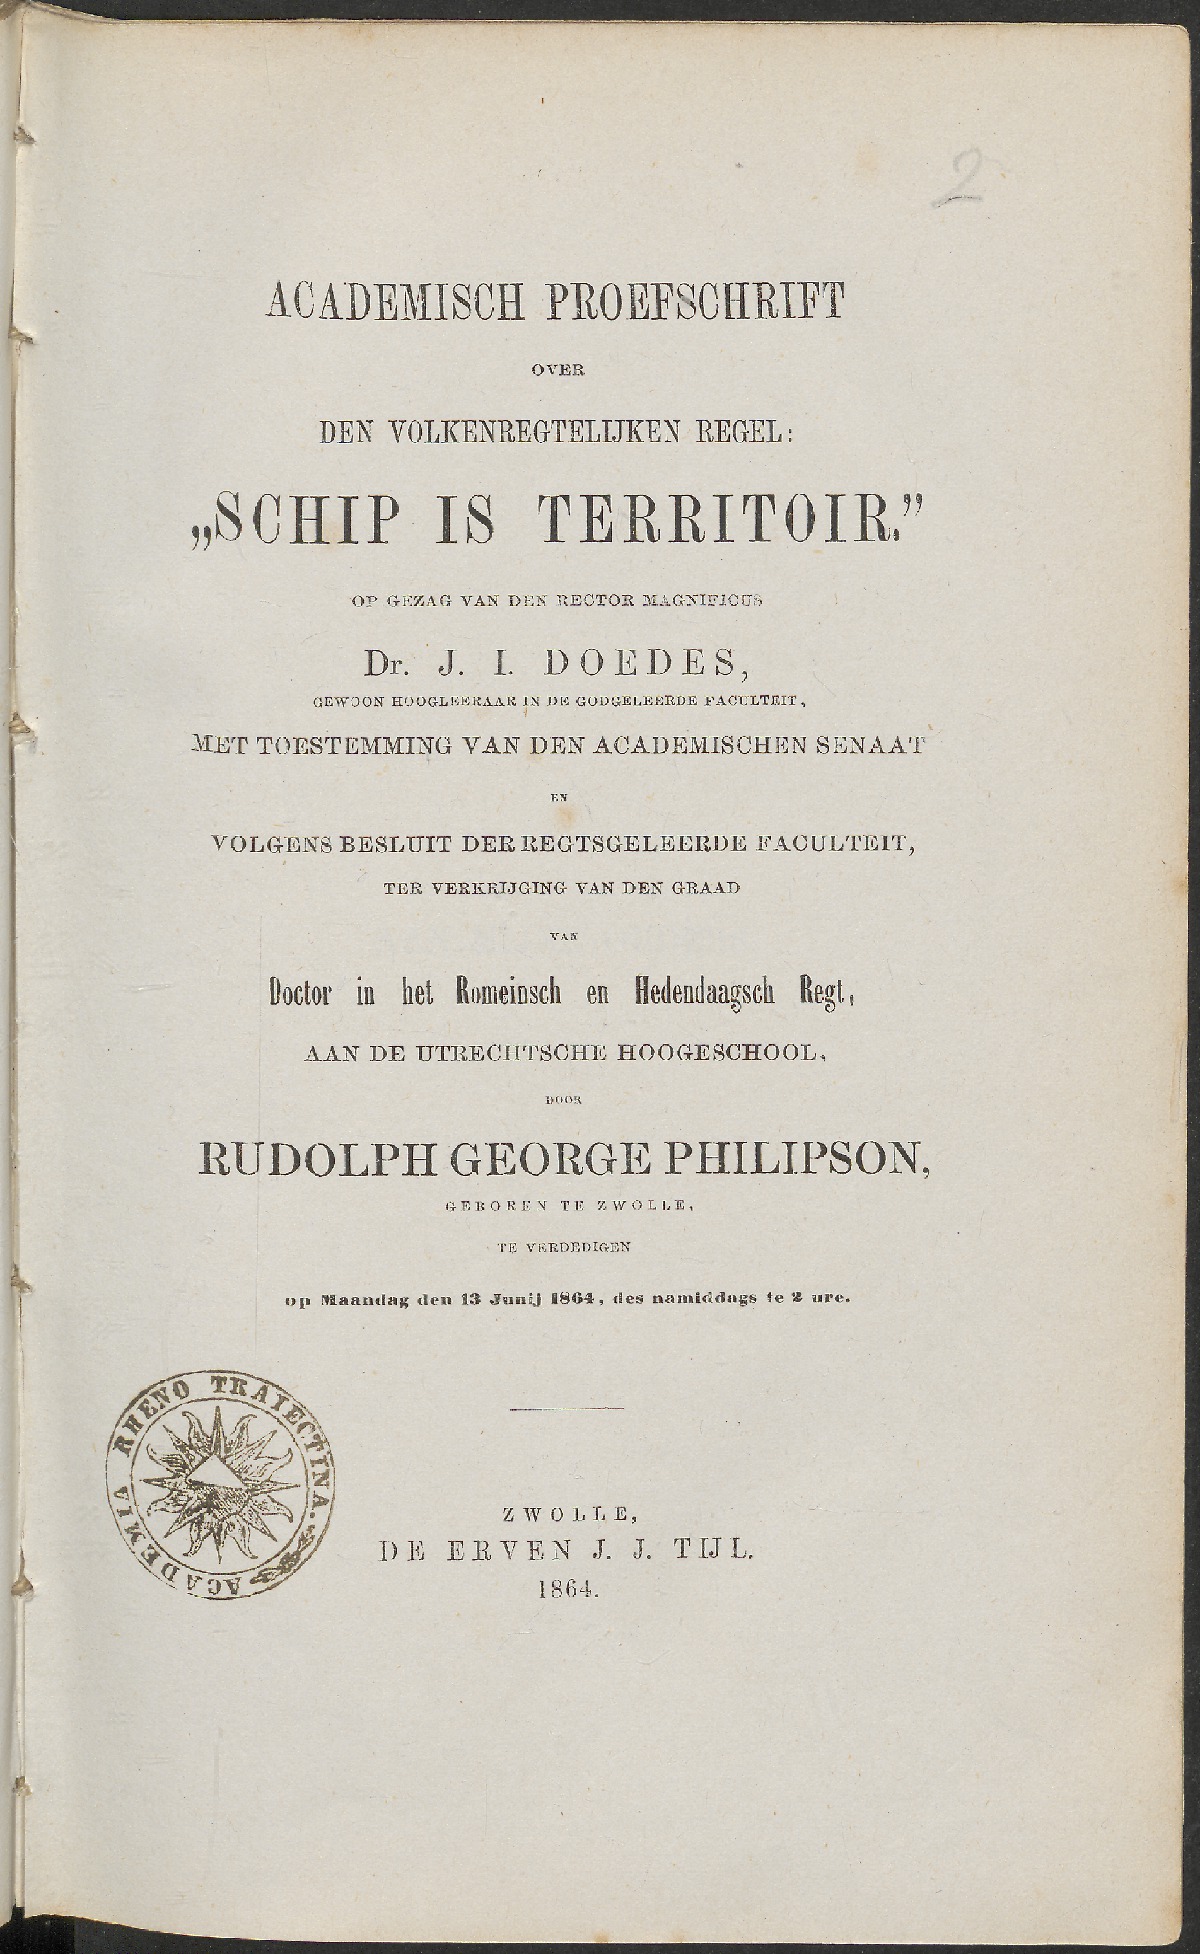 2
ACADEMISCH PROEFSCHRIFT
OVER
DEN VOLKENREGTELIJKEN REGEL:
„SCHIP IS TERRITOIR.”
OP GEZAG VAN DEN RECTOR MAGNIFICUS
Dr. J. I. DOEDES,
GEWOON HOOGLEERAAR IN DE GODGELEERDE FACULTEIT,
MET TOESTEMMING VAN DEN ACADEMISCHEN SENAAT
EN
VOLGENS BESLUIT DER REGTSGELEERDE FACULTEIT,
TER VERKRIJGING VAN DEN GRAAD
VAN
Doctor in het Romeinsch en Hedendaagsch Regt,
AAN DE UTRECHTSCHE HOOGESCHOOL,
DOOR
RUDOLPH GEORGE PHILIPSON,
GEBOREN TE ZWOLLE,
TE VERDEDIGEN
op Maandag den 13 Junij 1864, des namiddags te 2 ure.
ACADEMIA RHENO TRAIECTINA.
ZWOLLE,
DE ERVEN J. J. TIJL.
1864.